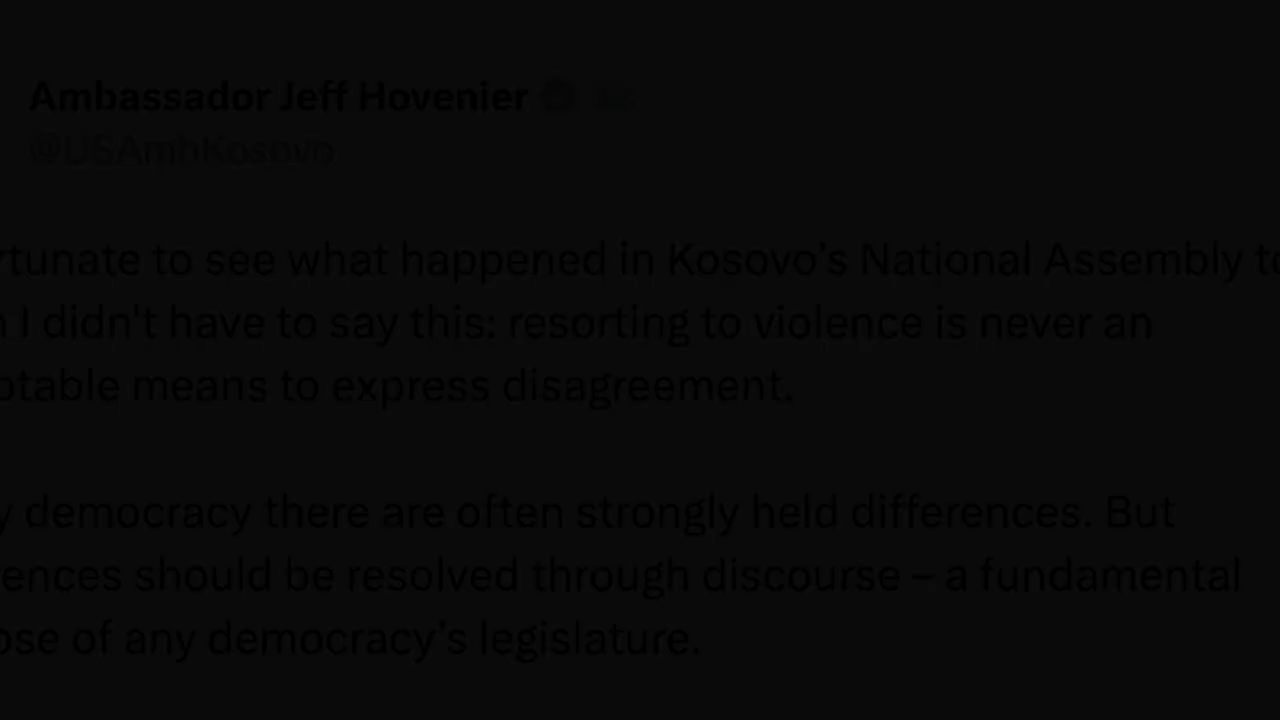 Ambassador Jeff Hovenier
@USAmbKosovo
rtunate to see what happened in Kosovo's National Assembly to
I didn't have to say this: resorting to violence is never an
ptable means to express disagreement.
y democracy there are often strongly held differences. But
ences should be resolved through discourse – a fundamental
ose of any democracy's legislature.